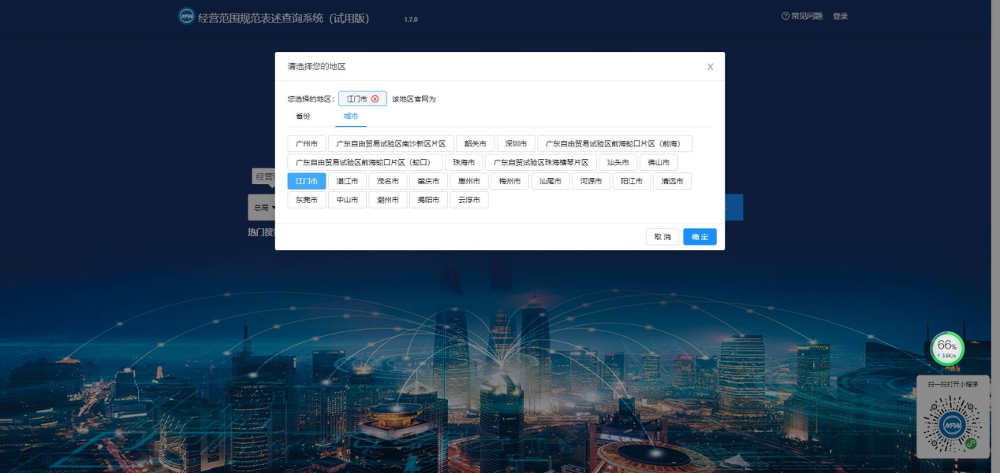 经营范围规范表述查询系统（试用版） 1.7.0 常见问题 登录
请选择您的地区
您选择的地区： 江门市 该地区官网为
省份 城市
广州市 广东自由贸易试验区南沙新区片区 韶关市 深圳市 广东自由贸易试验区前海蛇口片区（前海）
广东自由贸易试验区前海蛇口片区（蛇口） 珠海市 广东自贸试验区珠海横琴片区 汕头市 佛山市
江门市 湛江市 茂名市 肇庆市 惠州市 梅州市 汕尾市 河源市 阳江市 清远市
东莞市 中山市 潮州市 揭阳市 云浮市
经营
总局
热门搜
取消 确定
66%
↑ 3.6K/s
扫一扫打开小程序